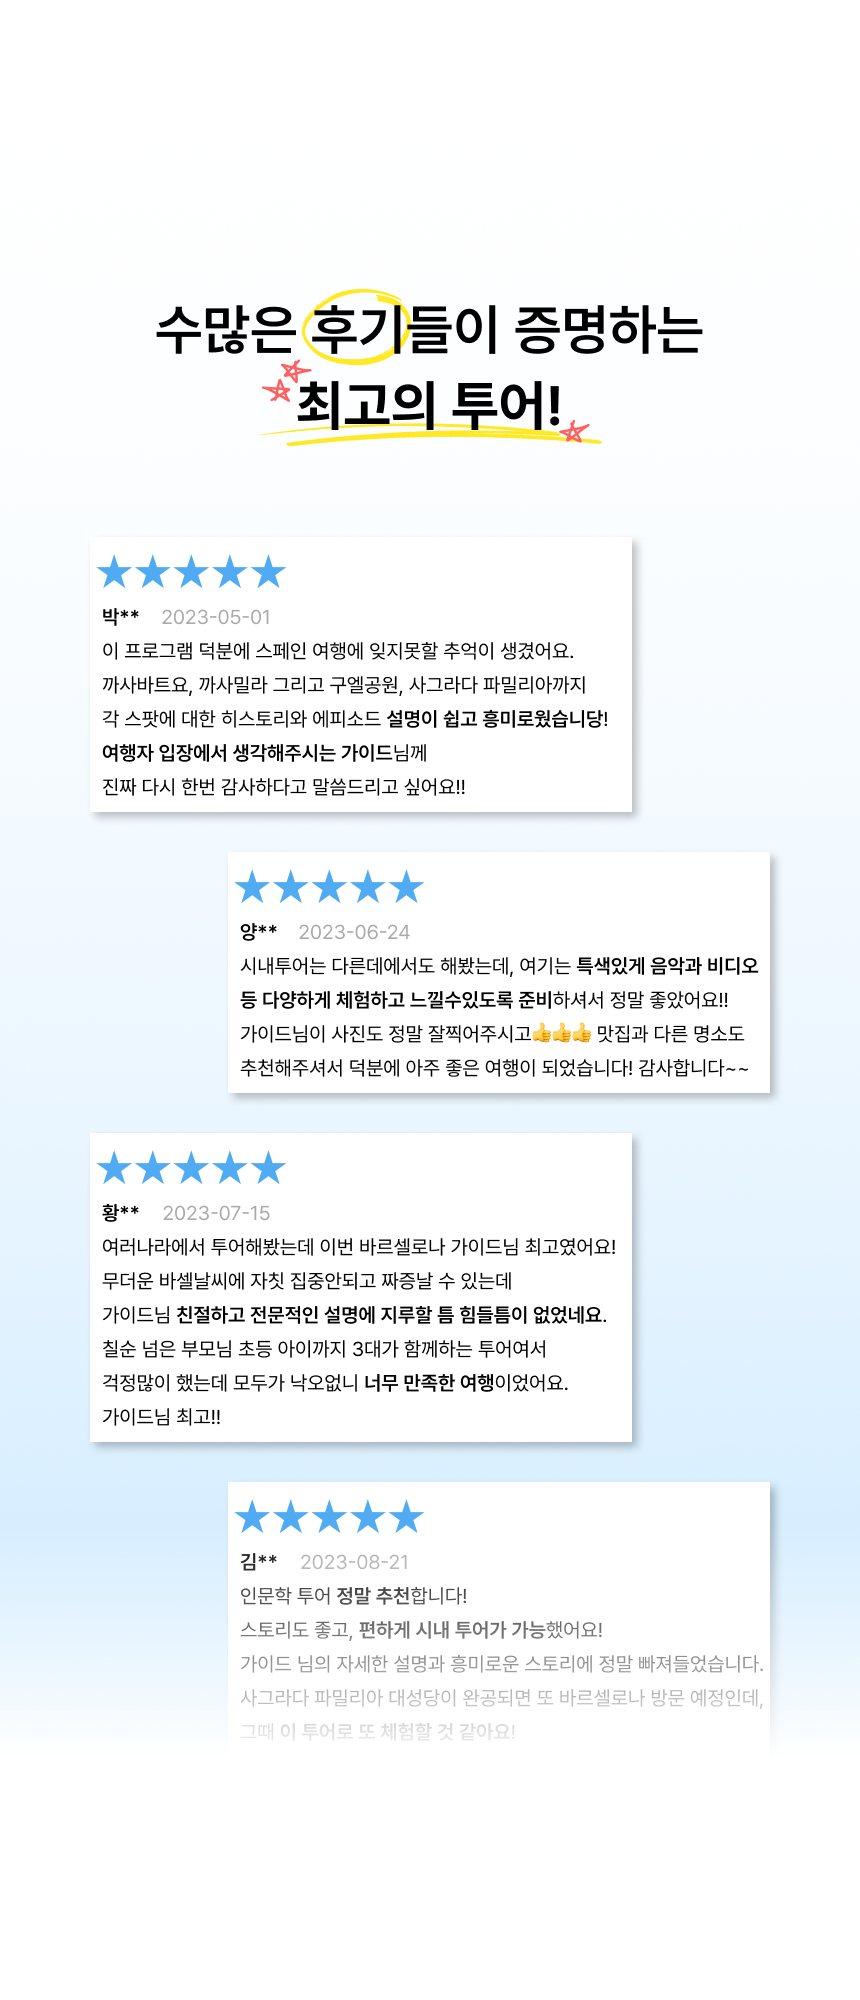 수많은 후기들이 증명하는
최고의 투어!
★★★★★
박** 2023-05-01
이 프로그램 덕분에 스페인 여행에 잊지못할 추억이 생겼어요.
까사바트요, 까사밀라 그리고 구엘공원, 사그라다 파밀리아까지
각 스팟에 대한 히스토리와 에피소드 설명이 쉽고 흥미로웠습니당!
여행자 입장에서 생각해주시는 가이드님께
진짜 다시 한번 감사하다고 말씀드리고 싶어요!!
★★★★★
양** 2023-06-24
시내투어는 다른데에서도 해봤는데, 여기는 특색있게 음악과 비디오
등 다양하게 체험하고 느낄수있도록 준비하셔서 정말 좋았어요!!
가이드님이 사진도 정말 잘찍어주시고👍👍👍 맛집과 다른 명소도
추천해주셔서 덕분에 아주 좋은 여행이 되었습니다! 감사합니다~~
★★★★★
황** 2023-07-15
여러나라에서 투어해봤는데 이번 바르셀로나 가이드님 최고였어요!
무더운 바셀날씨에 자칫 집중안되고 짜증날 수 있는데
가이드님 친절하고 전문적인 설명에 지루할 틈 힘들틈이 없었네요.
칠순 넘은 부모님 초등 아이까지 3대가 함께하는 투어여서
걱정많이 했는데 모두가 낙오없니 너무 만족한 여행이었어요.
가이드님 최고!!
★★★★★
김** 2023-08-21
인문학 투어 정말 추천합니다!
스토리도 좋고, 편하게 시내 투어가 가능했어요!
가이드 님의 자세한 설명과 흥미로운 스토리에 정말 빠져들었습니다.
사그라다 파밀리아 대성당이 완공되면 또 바르셀로나 방문 예정인데,
그때 이 투어로 또 체험할 것 같아요!